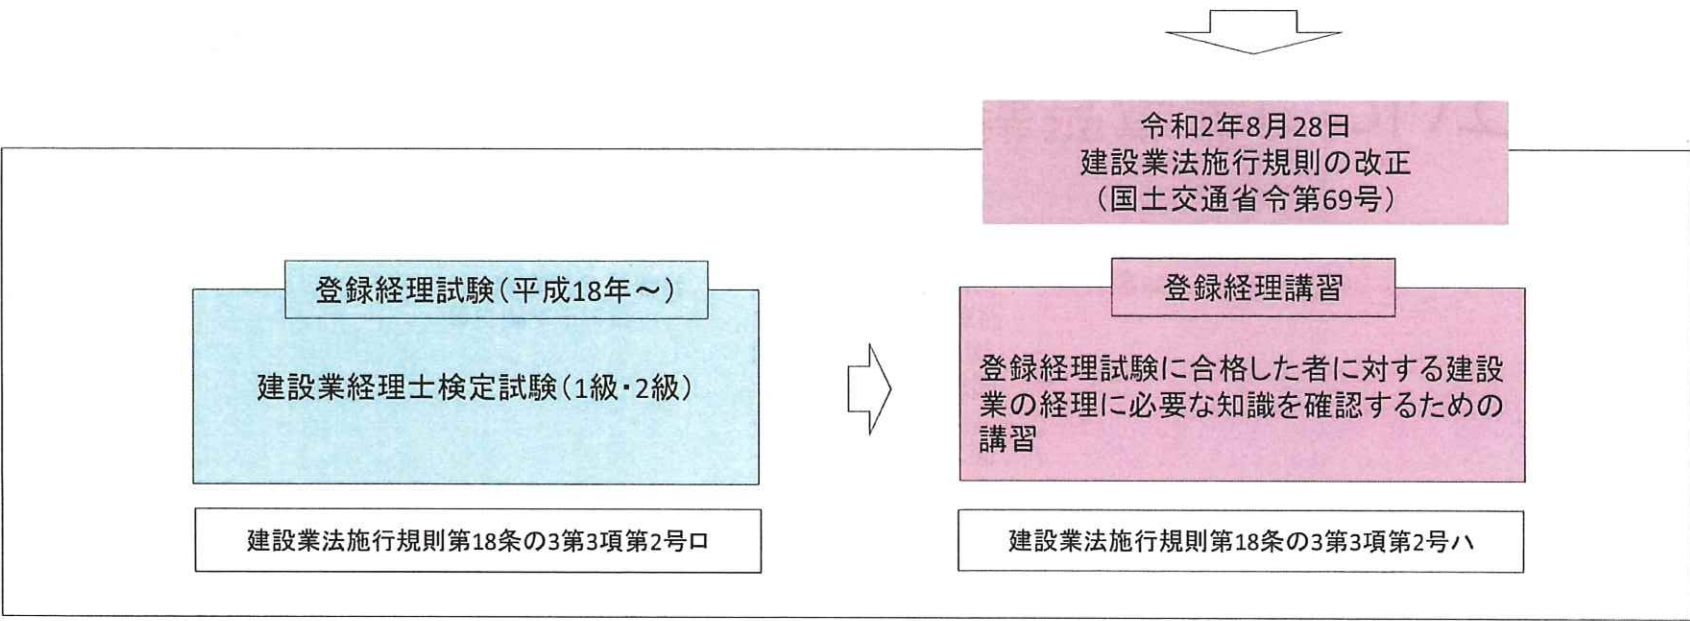 令和2年8月28日
建設業法施行規則の改正
（国土交通省令第69号）
登録経理試験（平成18年～）
建設業経理士検定試験（1級・2級）
建設業法施行規則第18条の3第3項第2号ロ
登録経理講習
登録経理試験に合格した者に対する建設
業の経理に必要な知識を確認するための
講習
建設業法施行規則第18条の3第3項第2号ハ